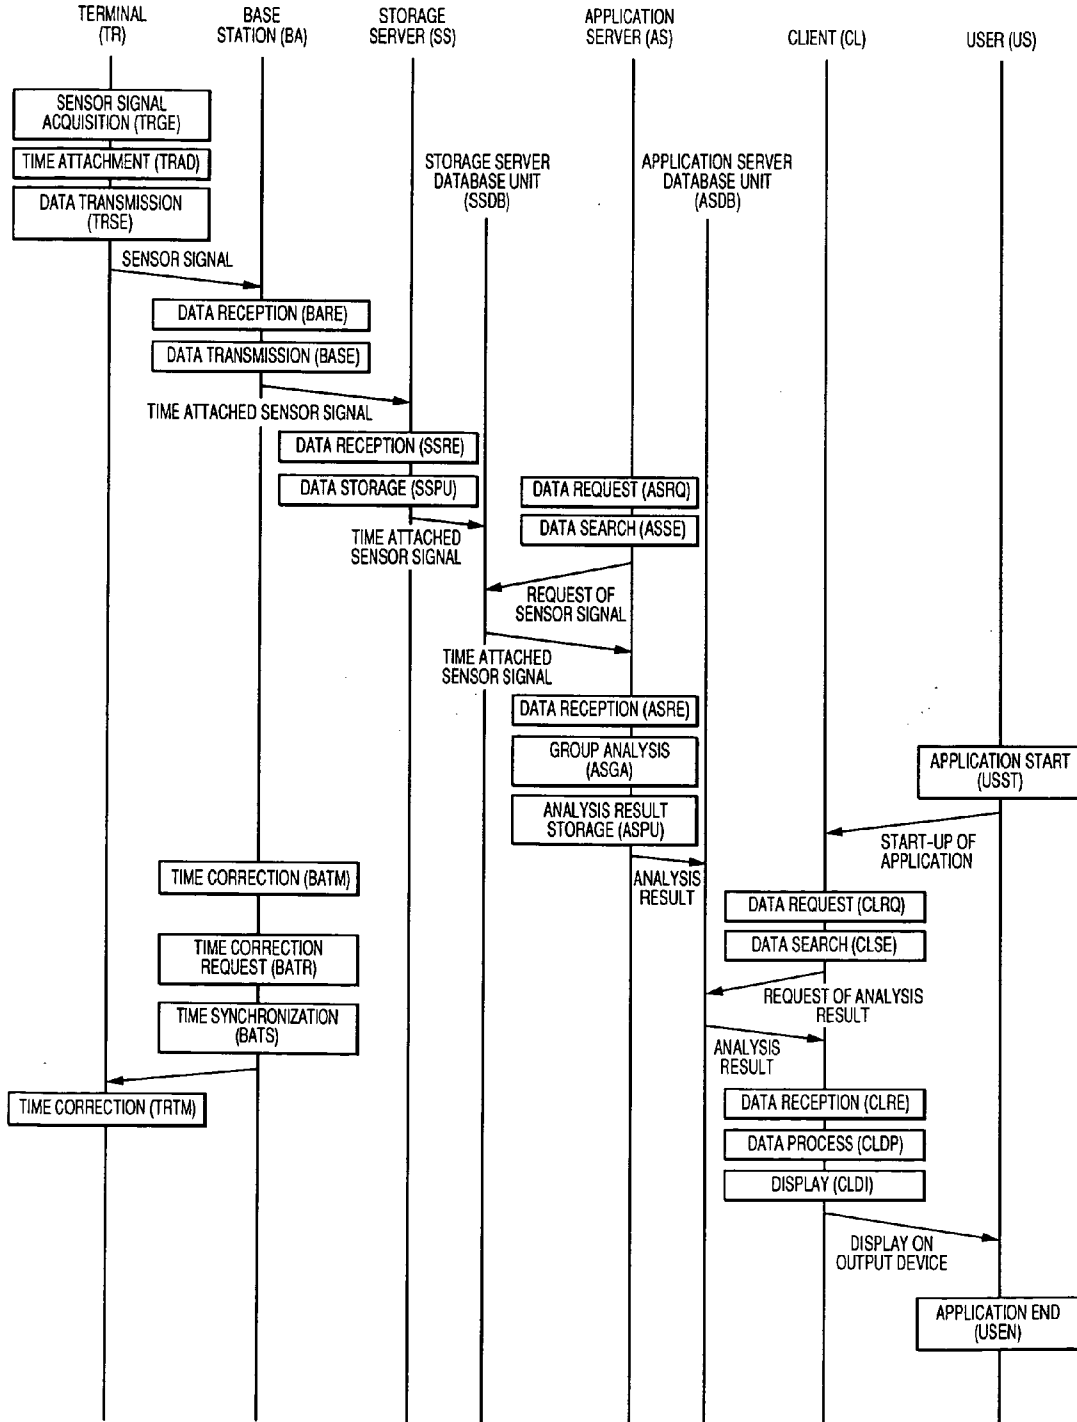 TERMINAL
(TR)
BASE
STATION (BA)
STORAGE
SERVER (SS)
APPLICATION
SERVER (AS)
CLIENT (CL)
USER (US)
SENSOR SIGNAL
ACQUISITION (TRGE)
TIME ATTACHMENT (TRAD)
DATA TRANSMISSION
(TRSE)
STORAGE SERVER
DATABASE UNIT
(SSDB)
APPLICATION SERVER
DATABASE UNIT
(ASDB)
SENSOR SIGNAL
DATA RECEPTION (BARE)
DATA TRANSMISSION (BASE)
TIME ATTACHED SENSOR SIGNAL
DATA RECEPTION (SSRE)
DATA STORAGE (SSPU)
TIME ATTACHED
SENSOR SIGNAL
DATA REQUEST (ASRQ)
DATA SEARCH (ASSE)
REQUEST OF
SENSOR SIGNAL
TIME ATTACHED
SENSOR SIGNAL
DATA RECEPTION (ASRE)
GROUP ANALYSIS
(ASGA)
ANALYSIS RESULT
STORAGE (ASPU)
ANALYSIS
RESULT
APPLICATION START
(USST)
START-UP OF
APPLICATION
TIME CORRECTION (BATM)
TIME CORRECTION
REQUEST (BATR)
TIME SYNCHRONIZATION
(BATS)
TIME CORRECTION (TRTM)
DATA REQUEST (CLRQ)
DATA SEARCH (CLSE)
REQUEST OF ANALYSIS
RESULT
ANALYSIS
RESULT
DATA RECEPTION (CLRE)
DATA PROCESS (CLDP)
DISPLAY (CLDI)
DISPLAY ON
OUTPUT DEVICE
APPLICATION END
(USEN)